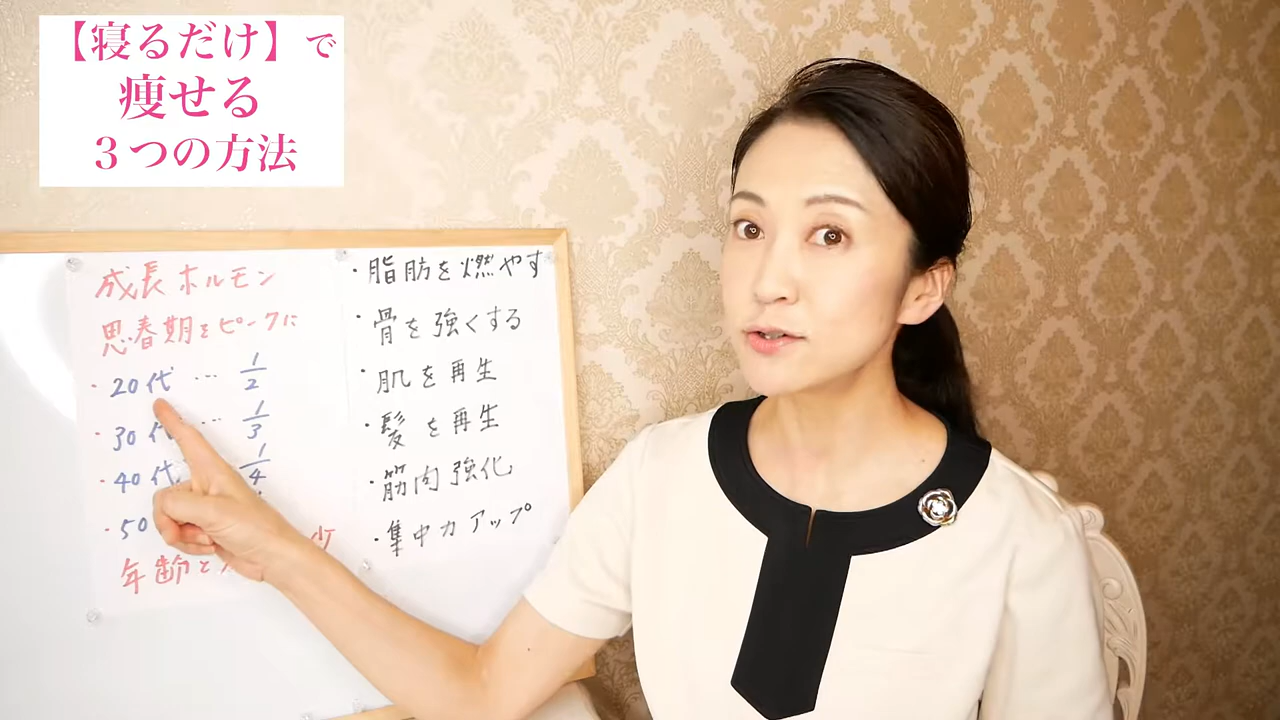 【寝るだけ】で
痩せる
３つの方法
成長ホルモン
思春期をピークに
・20代 … 1/2
・30代 … 1/3
・40代 1/4
・50
年齢と
少
・脂肪を燃やす
・骨を強くする
・肌を再生
・髪を再生
・筋肉強化
・集中力アップ